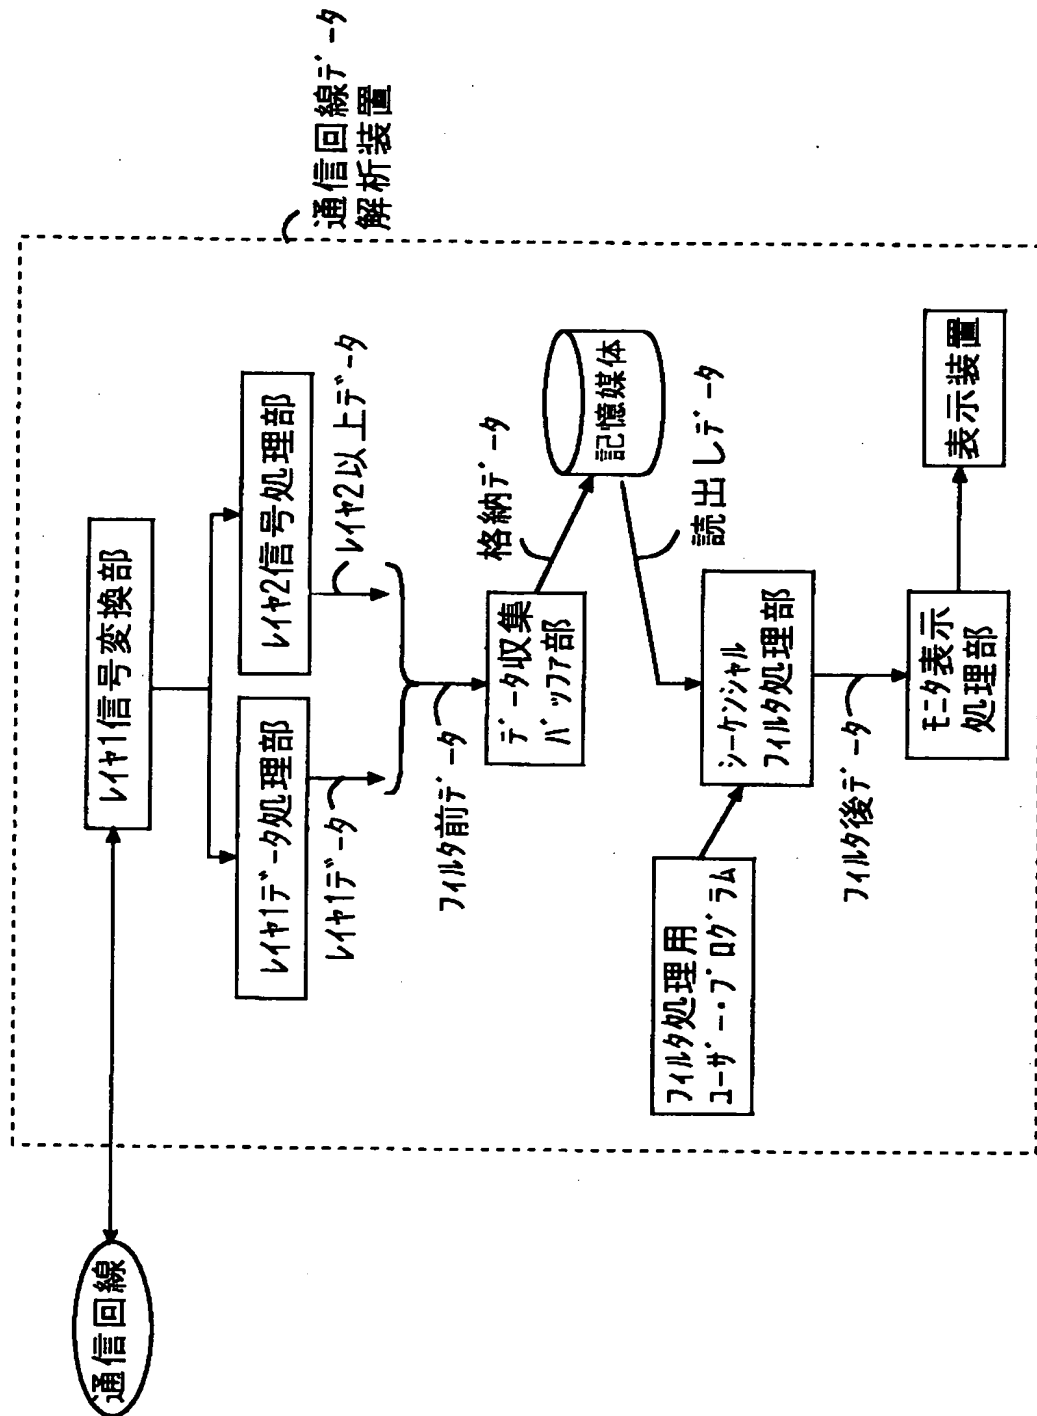 通信回線
通信回線ﾃﾞｰﾀ
解析装置
ﾚｲﾔ1信号変換部
ﾚｲﾔ1ﾃﾞｰﾀ処理部
ﾚｲﾔ2信号処理部
ﾚｲﾔ1ﾃﾞｰﾀ
ﾚｲﾔ2以上ﾃﾞｰﾀ
ﾌｨﾙﾀ前ﾃﾞｰﾀ
ﾃﾞｰﾀ収集
ﾊﾞｯﾌｧ部
格納ﾃﾞｰﾀ
記憶媒体
読出しﾃﾞｰﾀ
ﾌｨﾙﾀ処理用
ﾕｰｻﾞｰ・ﾌﾟﾛｸﾞﾗﾑ
ｼｰｹﾝｼｬﾙ
ﾌｨﾙﾀ処理部
ﾌｨﾙﾀ後ﾃﾞｰﾀ
ﾓﾆﾀ表示
処理部
表示装置